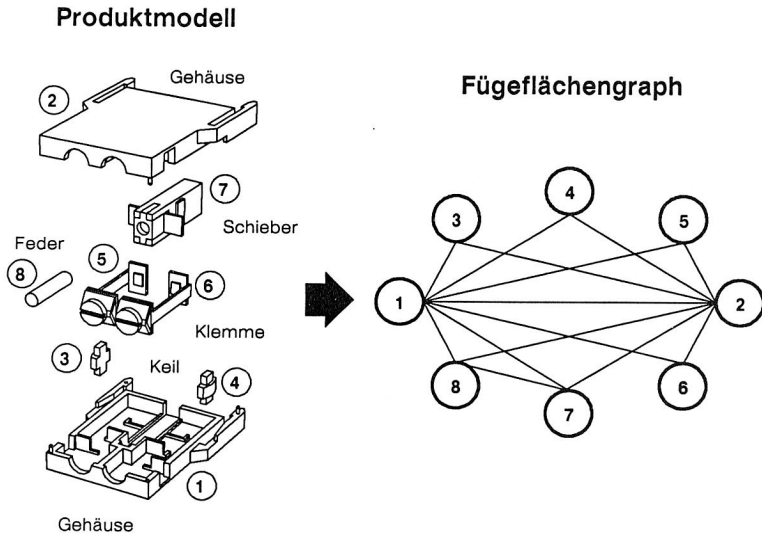 Produktmodell
Gehäuse
2
7
Schieber
Feder
8
5
6
Klemme
3
Keil
4
1
Gehäuse
Fügeflächengraph
4
3
5
1
2
8
6
7